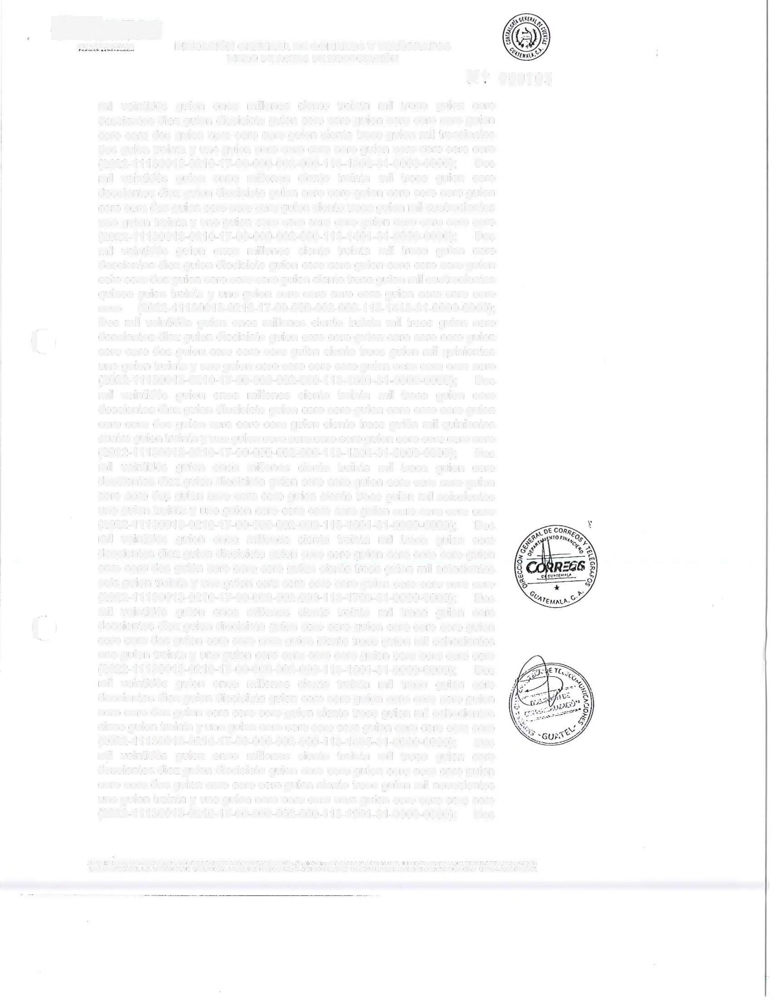 CONTRALORÍA GENERAL DE CUENTAS
GUATEMALA, C.A.
DIRECCIÓN GENERAL DE CORREOS Y TELÉGRAFOS
LIBRO DE ACTAS DE NEGOCIACIÓN
Nº
mil veintidós guion once millones ciento treinta mil trece guion cero
doscientos diez guion diecisiete guion cero cero guion cero cero cero guion
cero cero dos guion cero cero cero guion ciento trece guion mil trescientos
dos guion treinta y uno guion cero cero cero cero guion cero cero cero cero
(2022-11130013-0210-17-00-000-002-000-113-1302-31-0000-0000); Dos
mil veintidós guion once millones ciento treinta mil trece guion cero
doscientos diez guion diecisiete guion cero cero guion cero cero cero guion
cero cero dos guion cero cero cero guion ciento trece guion mil cuatrocientos
uno guion treinta y uno guion cero cero cero cero guion cero cero cero cero
(2022-11130013-0210-17-00-000-002-000-113-1401-31-0000-0000); Dos
mil veintidós guion once millones ciento treinta mil trece guion cero
doscientos diez guion diecisiete guion cero cero guion cero cero cero guion
cero cero dos guion cero cero cero guion ciento trece guion mil cuatrocientos
quince guion treinta y uno guion cero cero cero cero guion cero cero cero
cero (2022-11130013-0210-17-00-000-002-000-113-1415-31-0000-0000);
Dos mil veintidós guion once millones ciento treinta mil trece guion cero
doscientos diez guion diecisiete guion cero cero guion cero cero cero guion
cero cero dos guion cero cero cero guion ciento trece guion mil quinientos
uno guion treinta y uno guion cero cero cero cero guion cero cero cero cero
(2022-11130013-0210-17-00-000-002-000-113-1501-31-0000-0000); Dos
mil veintidós guion once millones ciento treinta mil trece guion cero
doscientos diez guion diecisiete guion cero cero guion cero cero cero guion
cero cero dos guion cero cero cero guion ciento trece guión mil quinientos
cuatro guion treinta y uno guion cero cero cero cero guion cero cero cero cero
(2022-11130013-0210-17-00-000-002-000-113-1504-31-0000-0000); Dos
mil veintidós guion once millones ciento treinta mil trece guion cero
doscientos diez guion diecisiete guion cero cero guion cero cero cero guion
cero cero dos guion cero cero cero guion ciento trece guion mil seiscientos
uno guion treinta y uno guion cero cero cero cero guion cero cero cero cero
(2022-11130013-0210-17-00-000-002-000-113-1601-31-0000-0000); Dos
mil veintidós guion once millones ciento treinta mil trece guion cero
doscientos diez guion diecisiete guion cero cero guion cero cero cero guion
cero cero dos guion cero cero cero guion ciento trece guion mil setecientos
seis guion treinta y uno guion cero cero cero cero guion cero cero cero cero
(2022-11130013-0210-17-00-000-002-000-113-1706-31-0000-0000); Dos
mil veintidós guion once millones ciento treinta mil trece guion cero
doscientos diez guion diecisiete guion cero cero guion cero cero cero guion
cero cero dos guion cero cero cero guion ciento trece guion mil ochocientos
uno guion treinta y uno guion cero cero cero cero guion cero cero cero cero
(2022-11130013-0210-17-00-000-002-000-113-1801-31-0000-0000); Dos
mil veintidós guion once millones ciento treinta mil trece guion cero
doscientos diez guion diecisiete guion cero cero guion cero cero cero guion
cero cero dos guion cero cero cero guion ciento trece guion mil ochocientos
cinco guion treinta y uno guion cero cero cero cero guion cero cero cero cero
(2022-11130013-0210-17-00-000-002-000-113-1805-31-0000-0000); Dos
mil veintidós guion once millones ciento treinta mil trece guion cero
doscientos diez guion diecisiete guion cero cero guion cero cero cero guion
cero cero dos guion cero cero cero guion ciento trece guion mil novecientos
uno guion treinta y uno guion cero cero cero cero guion cero cero cero cero
(2022-11130013-0210-17-00-000-002-000-113-1901-31-0000-0000); Dos
DIRECCIÓN GENERAL DE CORREOS Y TELÉGRAFOS
DEPARTAMENTO FINANCIERO
CORREOS
DE GUATEMALA
GUATEMALA, C. A.
DE TELECOMUNICACIONES
DE
COMERCIALIZACIÓN
-GUATEL-